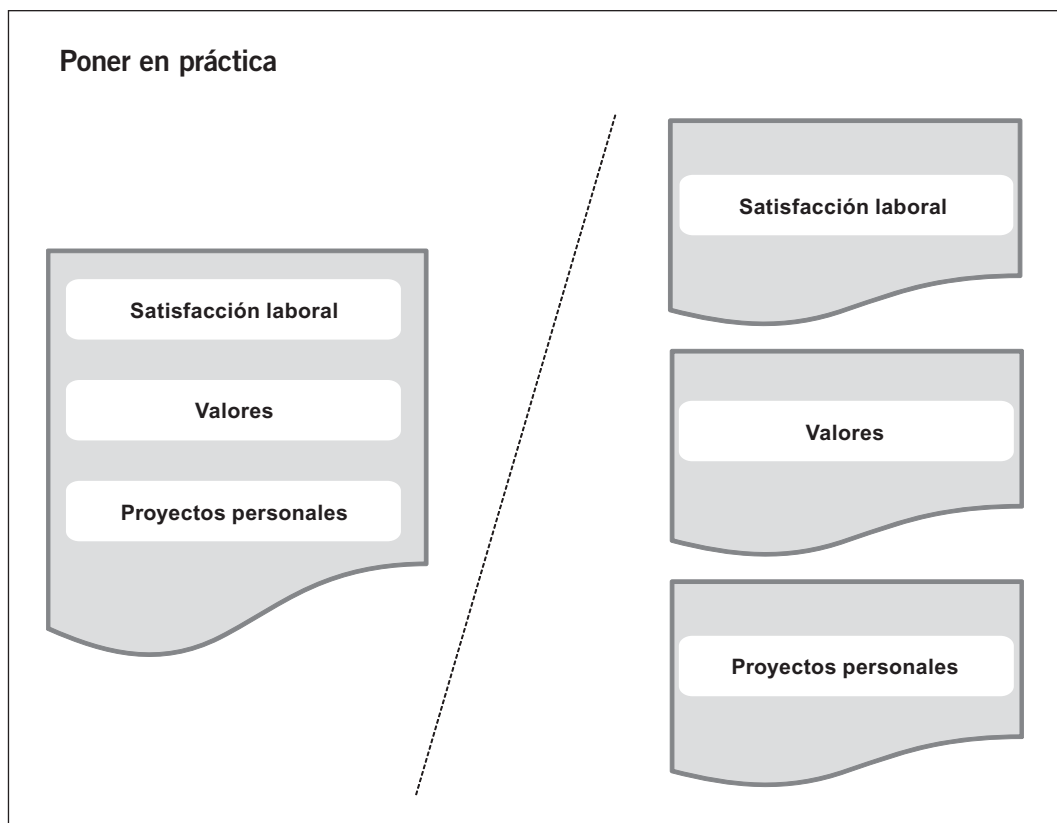 Poner en práctica
Satisfacción laboral
Valores
Proyectos personales
Satisfacción laboral
Valores
Proyectos personales